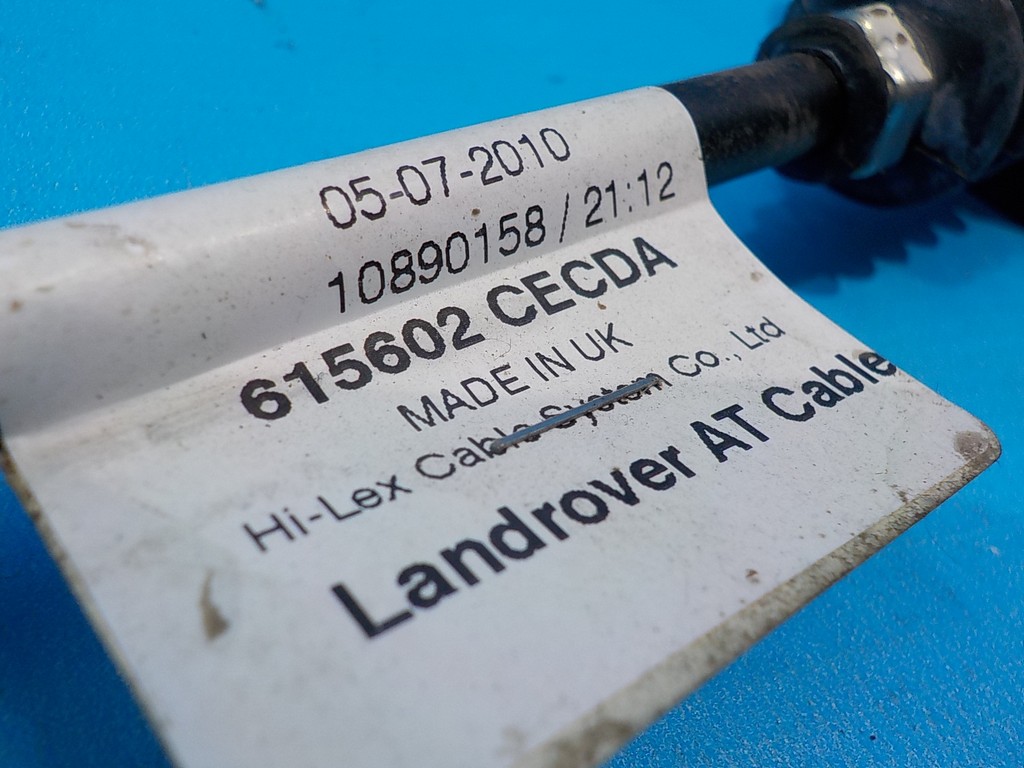 05-07-2010
10890158 / 21:12
615602 CECDA
MADE IN UK
Hi-Lex Cable System Co., Ltd
Landrover AT Cable